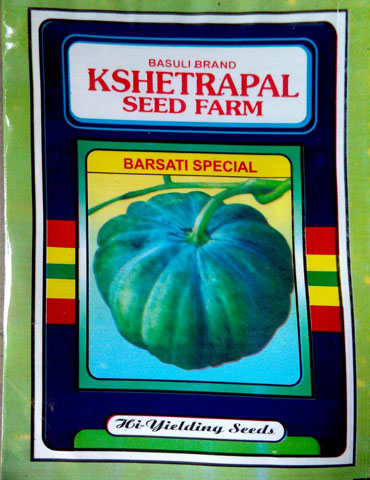 BASULI BRAND
KSHETRAPAL
SEED FARM
BARSATI SPECIAL
Hi-Yielding Seeds